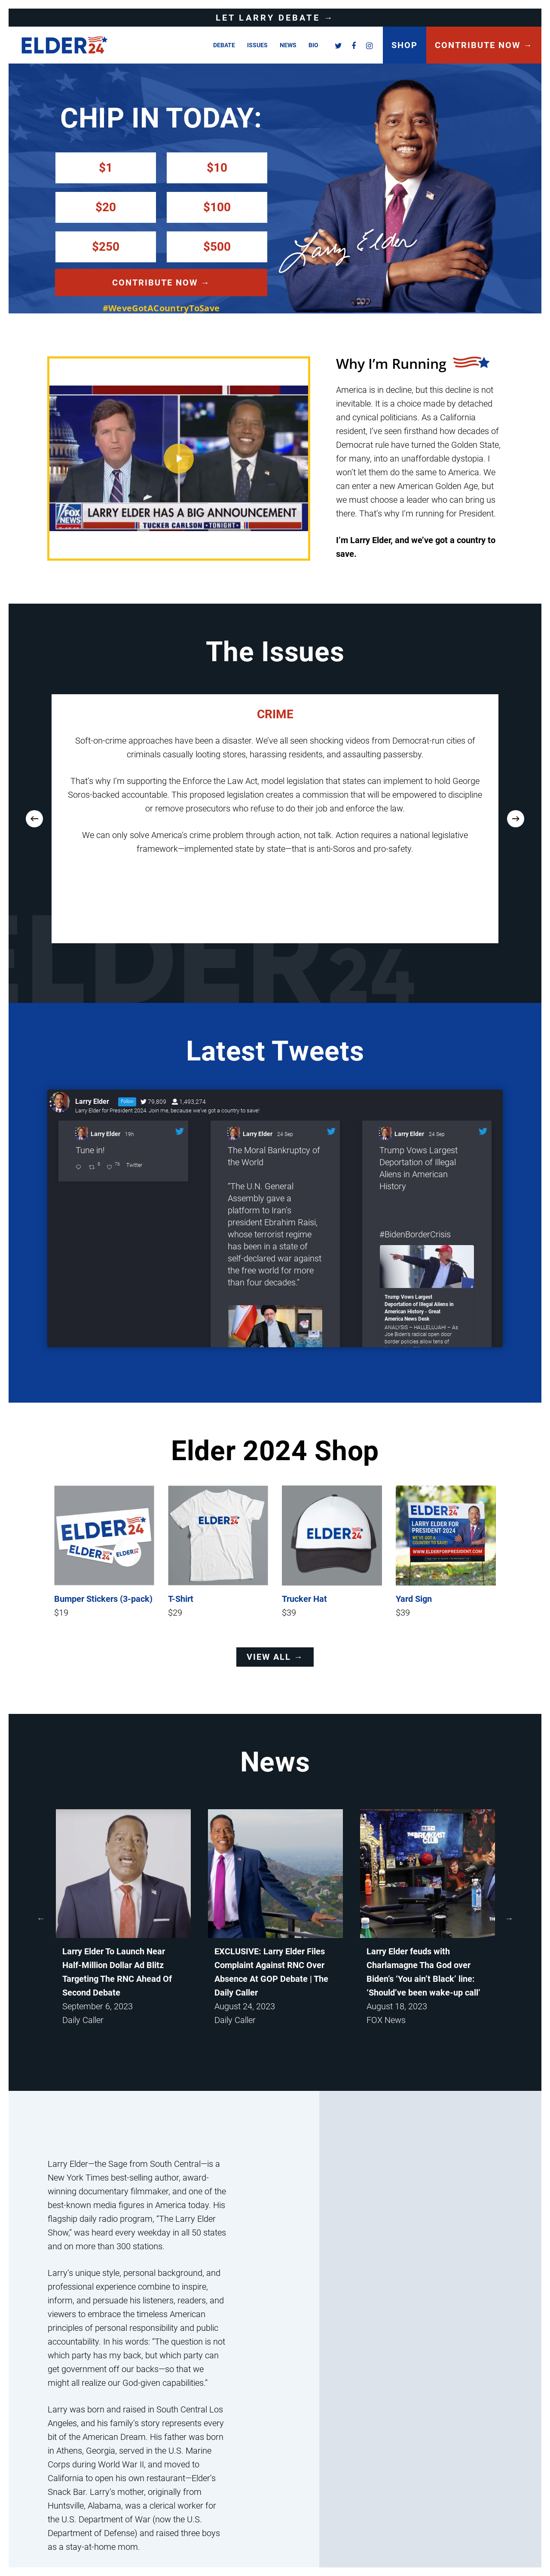 LET LARRY DEBATE →
ELDER 24
DEBATE ISSUES NEWS BIO
SHOP
CONTRIBUTE NOW →
CHIP IN TODAY:
$1 $10
$20 $100
$250 $500
CONTRIBUTE NOW →
#WeveGotACountryToSave
Larry Elder
Why I'm Running
America is in decline, but this decline is not
inevitable. It is a choice made by detached
and cynical politicians. As a California
resident, I've seen firsthand how decades of
Democrat rule have turned the Golden State,
for many, into an unaffordable dystopia. I
won't let them do the same to America. We
can enter a new American Golden Age, but
we must choose a leader who can bring us
there. That's why I'm running for President.
I'm Larry Elder, and we've got a country to
save.
FOX
NEWS
LARRY ELDER HAS A BIG ANNOUNCEMENT
TUCKER CARLSON TONIGHT
The Issues
CRIME
Soft-on-crime approaches have been a disaster. We've all seen shocking videos from Democrat-run cities of
criminals casually looting stores, harassing residents, and assaulting passersby.
That's why I'm supporting the Enforce the Law Act, model legislation that states can implement to hold George
Soros-backed accountable. This proposed legislation creates a commission that will be empowered to discipline
or remove prosecutors who refuse to do their job and enforce the law.
We can only solve America's crime problem through action, not talk. Action requires a national legislative
framework—implemented state by state—that is anti-Soros and pro-safety.
ELDER24
Latest Tweets
Larry Elder Follow 79,809 1,493,274
Larry Elder for President 2024. Join me, because we've got a country to save!
Larry Elder 19h
Tune in!
Twitter
Larry Elder 24 Sep
The Moral Bankruptcy of
the World
"The U.N. General
Assembly gave a
platform to Iran's
president Ebrahim Raisi,
whose terrorist regime
has been in a state of
self-declared war against
the free world for more
than four decades."
Larry Elder 24 Sep
Trump Vows Largest
Deportation of Illegal
Aliens in American
History
#BidenBorderCrisis
Trump Vows Largest
Deportation of Illegal Aliens in
American History - Great
America News Desk
ANALYSIS – HALLELUJAH! – As
Joe Biden's radical open door
border policies allow tens of
Elder 2024 Shop
ELDER 24
ELDER 24
ELDER 24
ELDER 24
ELDER 24
ELDER 24
LARRY ELDER FOR
PRESIDENT 2024
WE'VE GOT A
COUNTRY TO SAVE!
WWW.ELDERFORPRESIDENT.COM
Bumper Stickers (3-pack)
$19
T-Shirt
$29
Trucker Hat
$39
Yard Sign
$39
VIEW ALL →
News
THE BREAKFAST
CLUB
Larry Elder To Launch Near
Half-Million Dollar Ad Blitz
Targeting The RNC Ahead Of
Second Debate
September 6, 2023
Daily Caller
EXCLUSIVE: Larry Elder Files
Complaint Against RNC Over
Absence At GOP Debate | The
Daily Caller
August 24, 2023
Daily Caller
Larry Elder feuds with
Charlamagne Tha God over
Biden's 'You ain't Black' line:
'Should've been wake-up call'
August 18, 2023
FOX News
Larry Elder—the Sage from South Central—is a
New York Times best-selling author, award-
winning documentary filmmaker, and one of the
best-known media figures in America today. His
flagship daily radio program, "The Larry Elder
Show," was heard every weekday in all 50 states
and on more than 300 stations.
Larry's unique style, personal background, and
professional experience combine to inspire,
inform, and persuade his listeners, readers, and
viewers to embrace the timeless American
principles of personal responsibility and public
accountability. In his words: "The question is not
which party has my back, but which party can
get government off our backs—so that we
might all realize our God-given capabilities."
Larry was born and raised in South Central Los
Angeles, and his family's story represents every
bit of the American Dream. His father was born
in Athens, Georgia, served in the U.S. Marine
Corps during World War II, and moved to
California to open his own restaurant—Elder's
Snack Bar. Larry's mother, originally from
Huntsville, Alabama, was a clerical worker for
the U.S. Department of War (now the U.S.
Department of Defense) and raised three boys
as a stay-at-home mom.